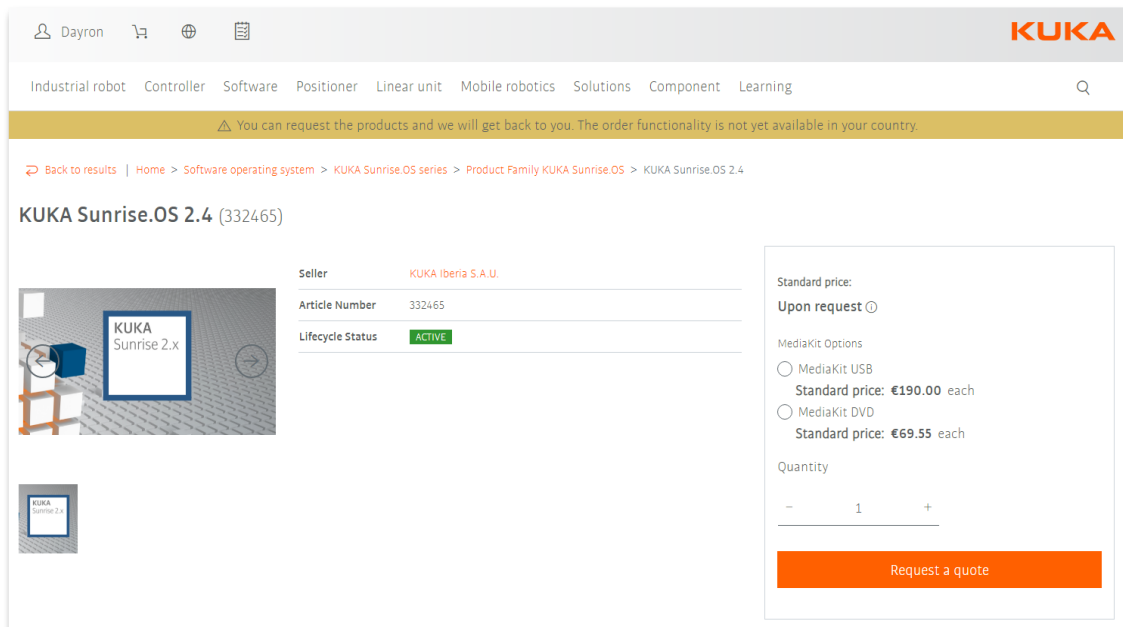 Dayron
KUKA
Industrial robot Controller Software Positioner Linear unit Mobile robotics Solutions Component Learning
You can request the products and we will get back to you. The order functionality is not yet available in your country.
Back to results | Home > Software operating system > KUKA Sunrise.OS series > Product Family KUKA Sunrise.OS > KUKA Sunrise.OS 2.4
KUKA Sunrise.OS 2.4 (332465)
KUKA
Sunrise 2.x
KUKA
Sunrise 2.x
Seller KUKA Iberia S.A.U.
Article Number 332465
Lifecycle Status ACTIVE
Standard price:
Upon request
MediaKit Options
MediaKit USB
Standard price: €190.00 each
MediaKit DVD
Standard price: €69.55 each
Quantity
− 1 +
Request a quote